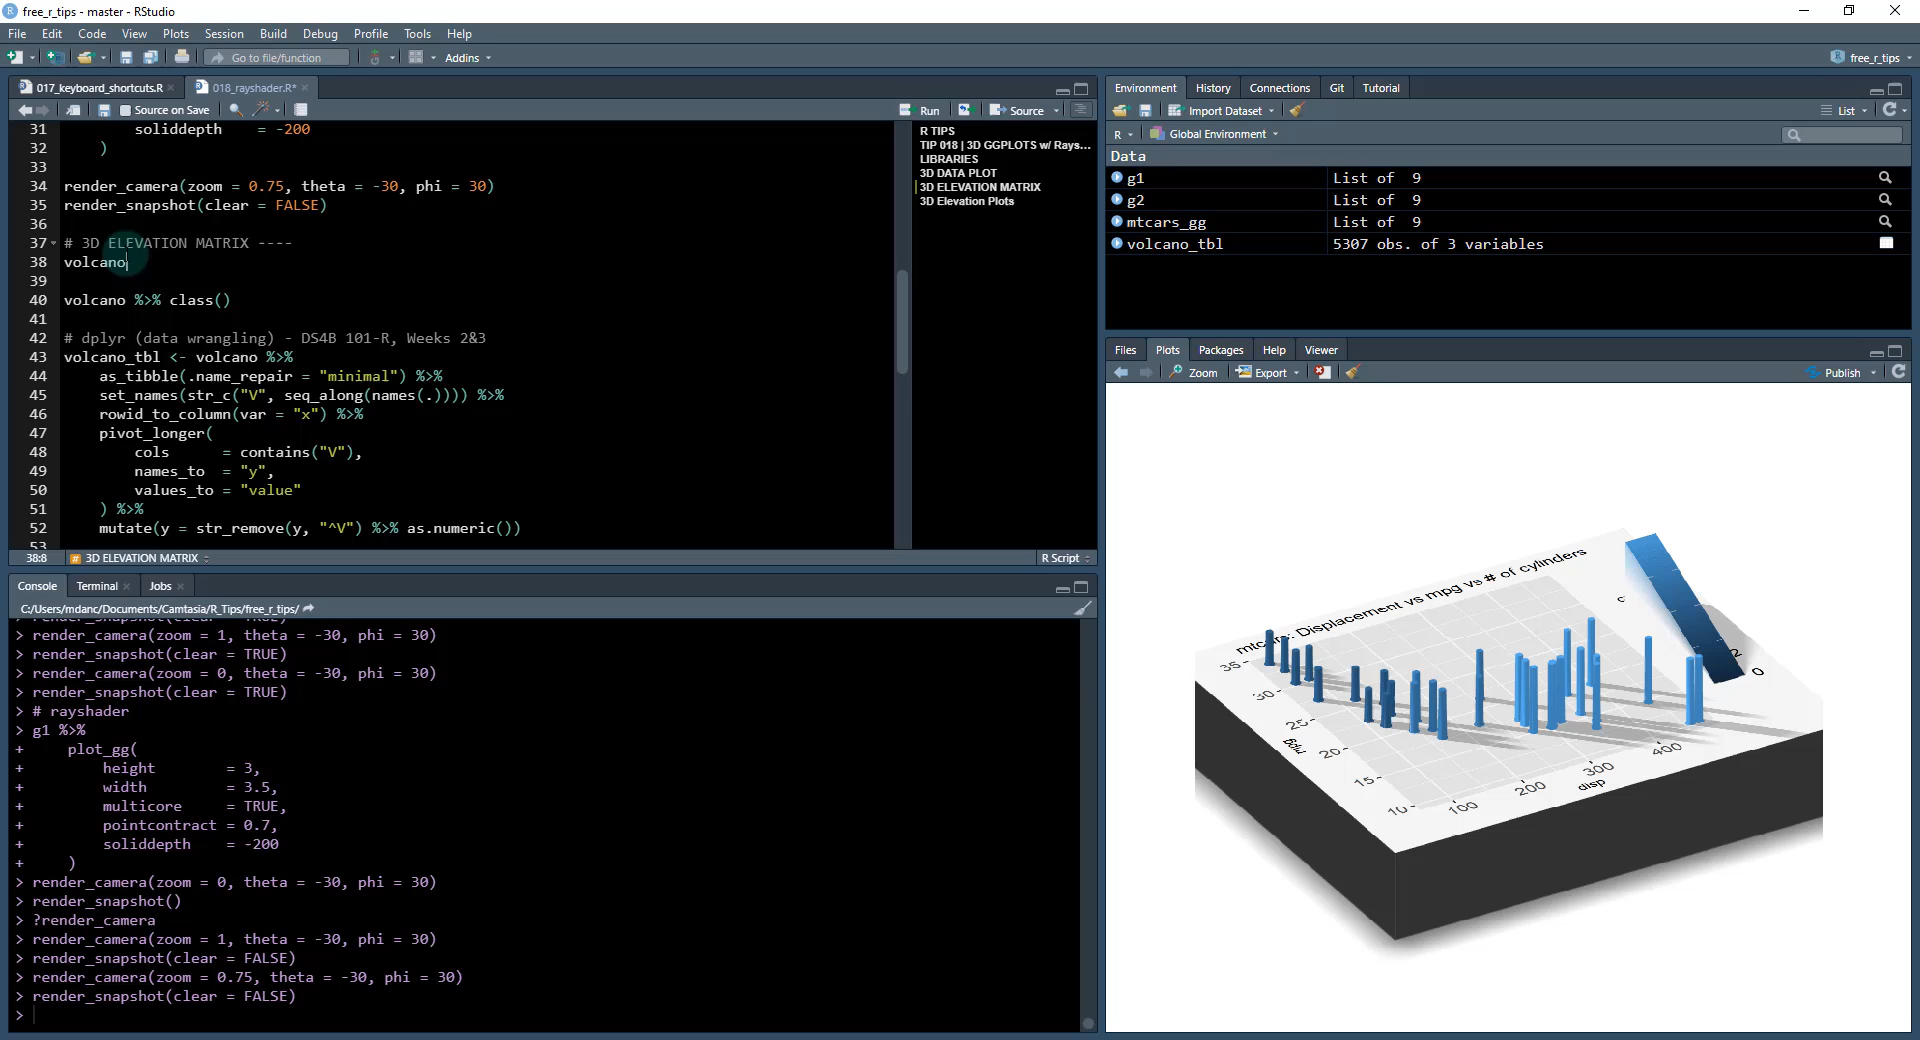 free_r_tips - master - RStudio
File Edit Code View Plots Session Build Debug Profile Tools Help
Go to file/function Addins free_r_tips
017_keyboard_shortcuts.R 018_rayshader.R*
Source on Save Run Source
31 soliddepth = -200
32 )
33
34 render_camera(zoom = 0.75, theta = -30, phi = 30)
35 render_snapshot(clear = FALSE)
36
37 # 3D ELEVATION MATRIX ----
38 volcano
39
40 volcano %>% class()
41
42 # dplyr (data wrangling) - DS4B 101-R, Weeks 2&3
43 volcano_tbl <- volcano %>%
44 as_tibble(.name_repair = "minimal") %>%
45 set_names(str_c("V", seq_along(names(.)))) %>%
46 rowid_to_column(var = "x") %>%
47 pivot_longer(
48 cols = contains("V"),
49 names_to = "y",
50 values_to = "value"
51 ) %>%
52 mutate(y = str_remove(y, "^V") %>% as.numeric())
53
R TIPS
TIP 018 | 3D GGPLOTS w/ Rays...
LIBRARIES
3D DATA PLOT
3D ELEVATION MATRIX
3D Elevation Plots
38:8 # 3D ELEVATION MATRIX R Script
Console Terminal Jobs
C:/Users/mdanc/Documents/Camtasia/R_Tips/free_r_tips/
> render_snapshot(clear = TRUE)
> render_camera(zoom = 1, theta = -30, phi = 30)
> render_snapshot(clear = TRUE)
> render_camera(zoom = 0, theta = -30, phi = 30)
> render_snapshot(clear = TRUE)
> # rayshader
> g1 %>%
+ plot_gg(
+ height = 3,
+ width = 3.5,
+ multicore = TRUE,
+ pointcontract = 0.7,
+ soliddepth = -200
+ )
> render_camera(zoom = 0, theta = -30, phi = 30)
> render_snapshot()
> ?render_camera
> render_camera(zoom = 1, theta = -30, phi = 30)
> render_snapshot(clear = FALSE)
> render_camera(zoom = 0.75, theta = -30, phi = 30)
> render_snapshot(clear = FALSE)
>
Environment History Connections Git Tutorial
Import Dataset List
R Global Environment
Data
g1 List of 9
g2 List of 9
mtcars_gg List of 9
volcano_tbl 5307 obs. of 3 variables
Files Plots Packages Help Viewer
Zoom Export Publish
Displacement vs mpg vs # of cylinders
35
30
25
20
15
10
mpg
100
200
300
400
disp
2
0